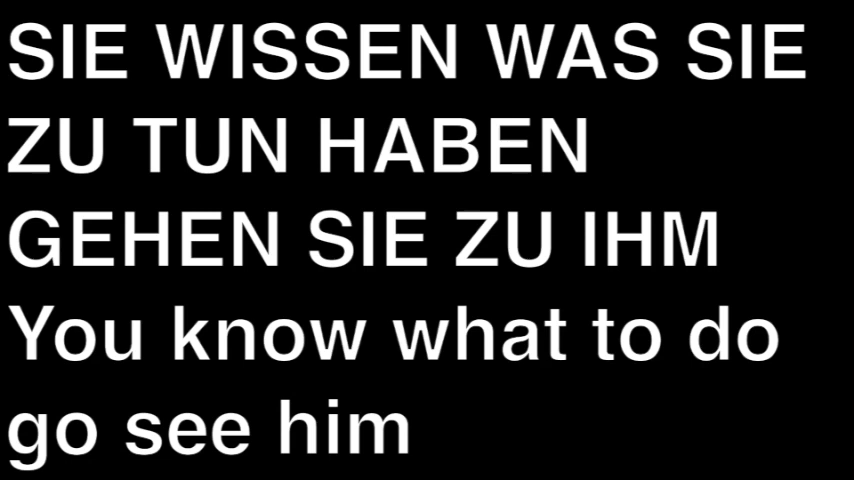 SIE WISSEN WAS SIE
ZU TUN HABEN
GEHEN SIE ZU IHM
You know what to do
go see him